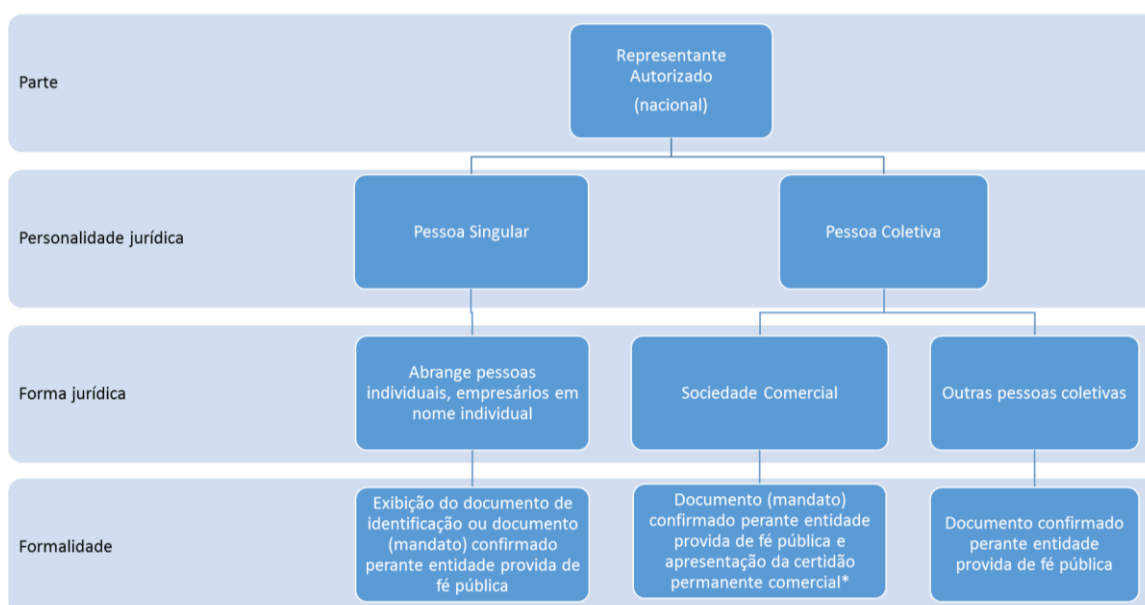 Parte
Representante
Autorizado
(nacional)
Personalidade jurídica
Pessoa Singular
Pessoa Coletiva
Forma jurídica
Abrange pessoas
individuais, empresários em
nome individual
Sociedade Comercial
Outras pessoas coletivas
Formalidade
Exibição do documento de
identificação ou documento
(mandato) confirmado
perante entidade provida de
fé pública
Documento (mandato)
confirmado perante entidade
provida de fé pública e
apresentação da certidão
permanente comercial*
Documento confirmado
perante entidade
provida de fé pública